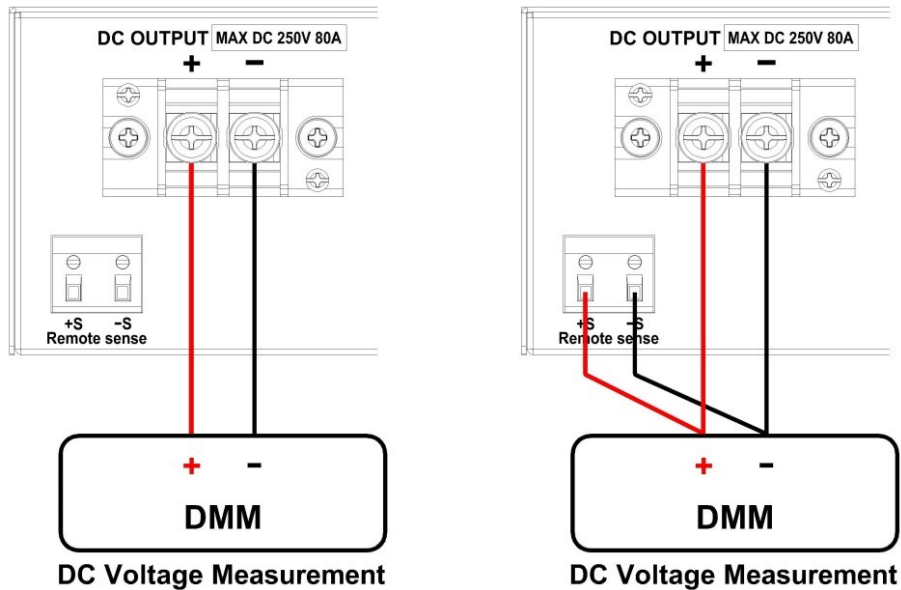 DC OUTPUT MAX DC 250V 80A
+ −
+S −S
Remote sense
+ −
DMM
DC Voltage Measurement
DC OUTPUT MAX DC 250V 80A
+ −
+S −S
Remote sense
+ −
DMM
DC Voltage Measurement